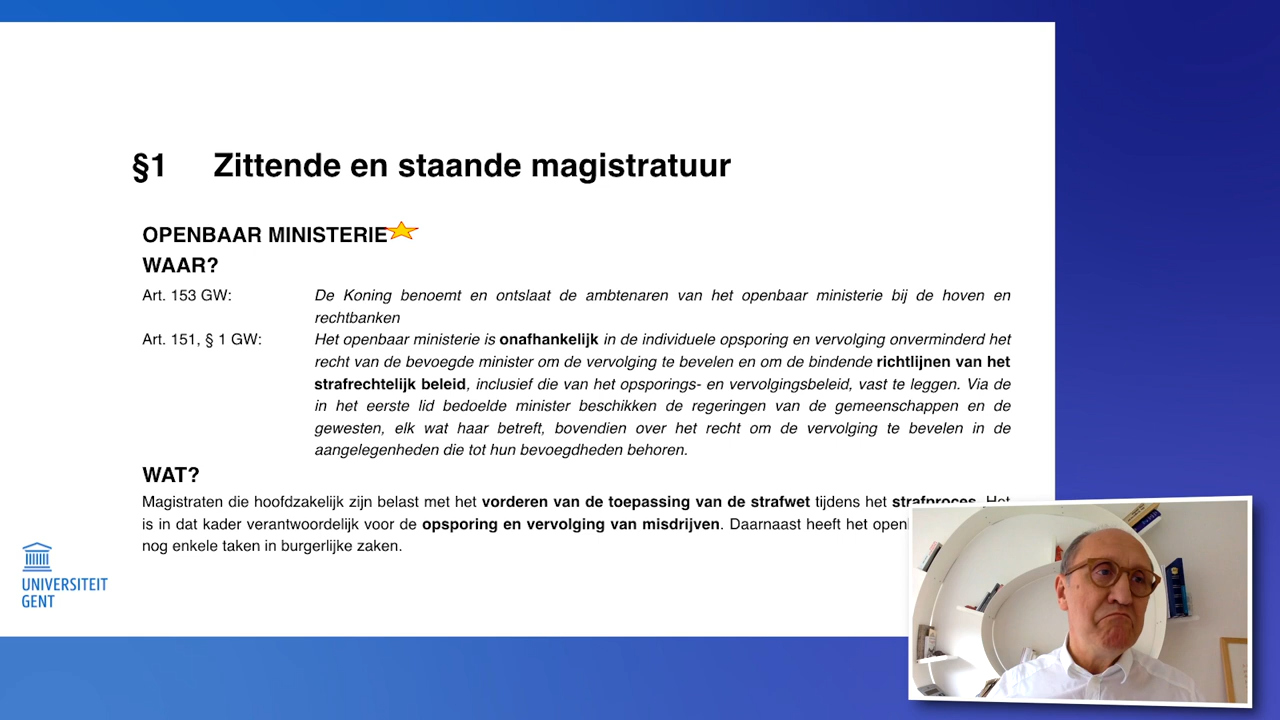 §1 Zittende en staande magistratuur
OPENBAAR MINISTERIE
WAAR?
Art. 153 GW: De Koning benoemt en ontslaat de ambtenaren van het openbaar ministerie bij de hoven en
rechtbanken
Art. 151, § 1 GW: Het openbaar ministerie is onafhankelijk in de individuele opsporing en vervolging onverminderd het
recht van de bevoegde minister om de vervolging te bevelen en om de bindende richtlijnen van het
strafrechtelijk beleid, inclusief die van het opsporings- en vervolgingsbeleid, vast te leggen. Via de
in het eerste lid bedoelde minister beschikken de regeringen van de gemeenschappen en de
gewesten, elk wat haar betreft, bovendien over het recht om de vervolging te bevelen in de
aangelegenheden die tot hun bevoegdheden behoren.
WAT?
Magistraten die hoofdzakelijk zijn belast met het vorderen van de toepassing van de strafwet tijdens het strafproces. Het
is in dat kader verantwoordelijk voor de opsporing en vervolging van misdrijven. Daarnaast heeft het
nog enkele taken in burgerlijke zaken.
UNIVERSITEIT
GENT